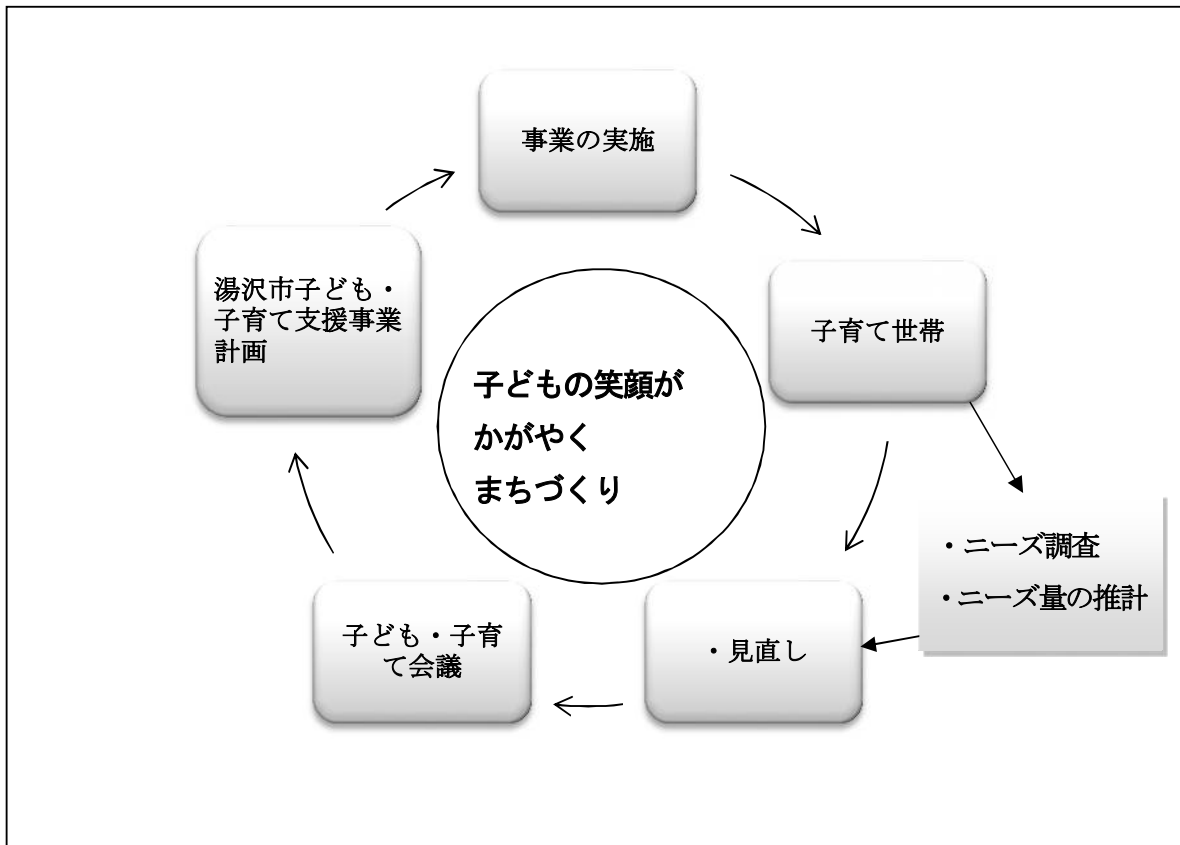 事業の実施
湯沢市子ども・
子育て支援事業
計画
子育て世帯
子どもの笑顔が
かがやく
まちづくり
・ニーズ調査
・ニーズ量の推計
子ども・子育
て会議
・見直し